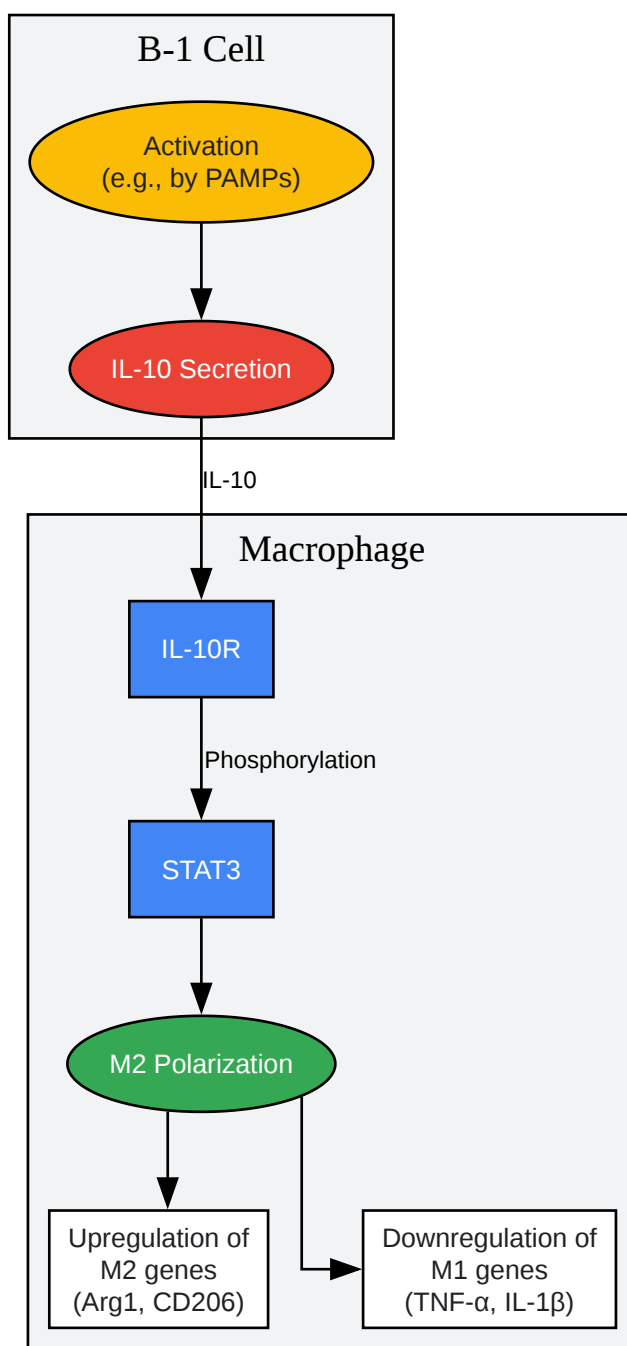 B-1 Cell
Activation
(e.g., by PAMPs)
IL-10 Secretion
IL-10
Macrophage
IL-10R
Phosphorylation
STAT3
M2 Polarization
Upregulation of
M2 genes
(Arg1, CD206)
Downregulation of
M1 genes
(TNF-α, IL-1β)